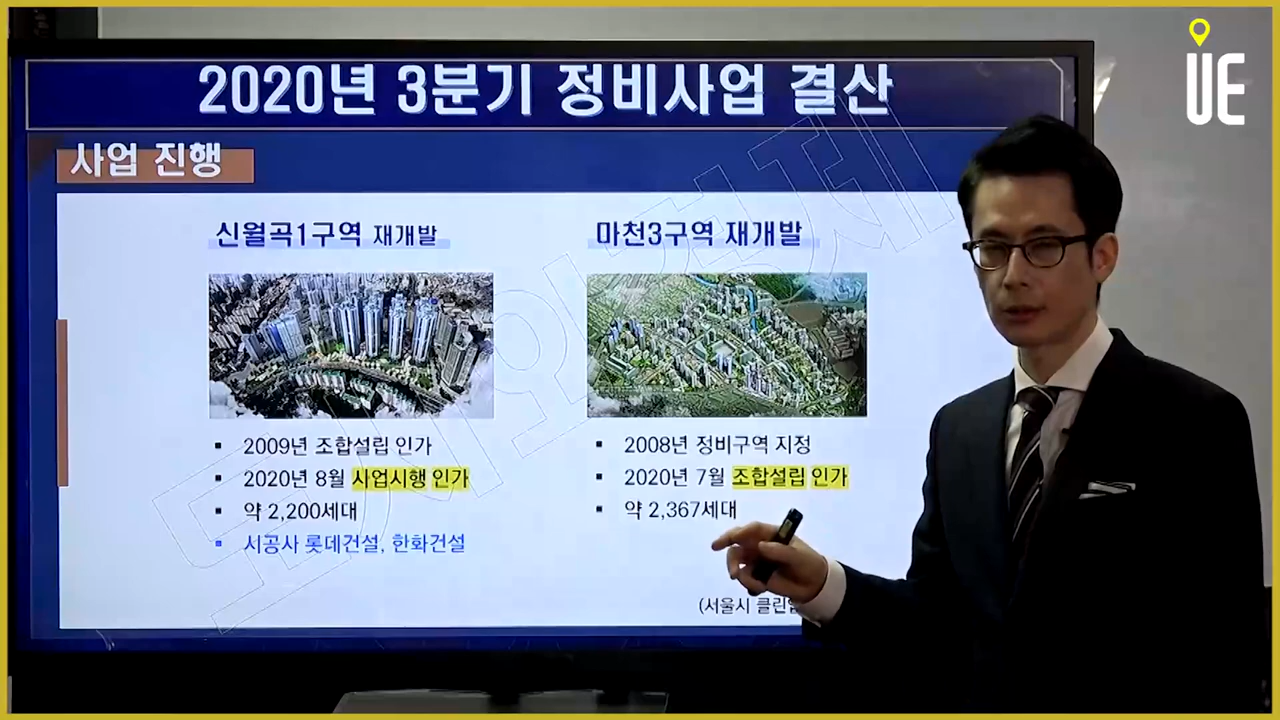 2020년 3분기 정비사업 결산
UE
사업 진행
신월곡1구역 재개발
▪ 2009년 조합설립 인가
▪ 2020년 8월 사업시행 인가
▪ 약 2,200세대
▪ 시공사 롯데건설, 한화건설
마천3구역 재개발
▪ 2008년 정비구역 지정
▪ 2020년 7월 조합설립 인가
▪ 약 2,367세대
(서울시
도시와경제